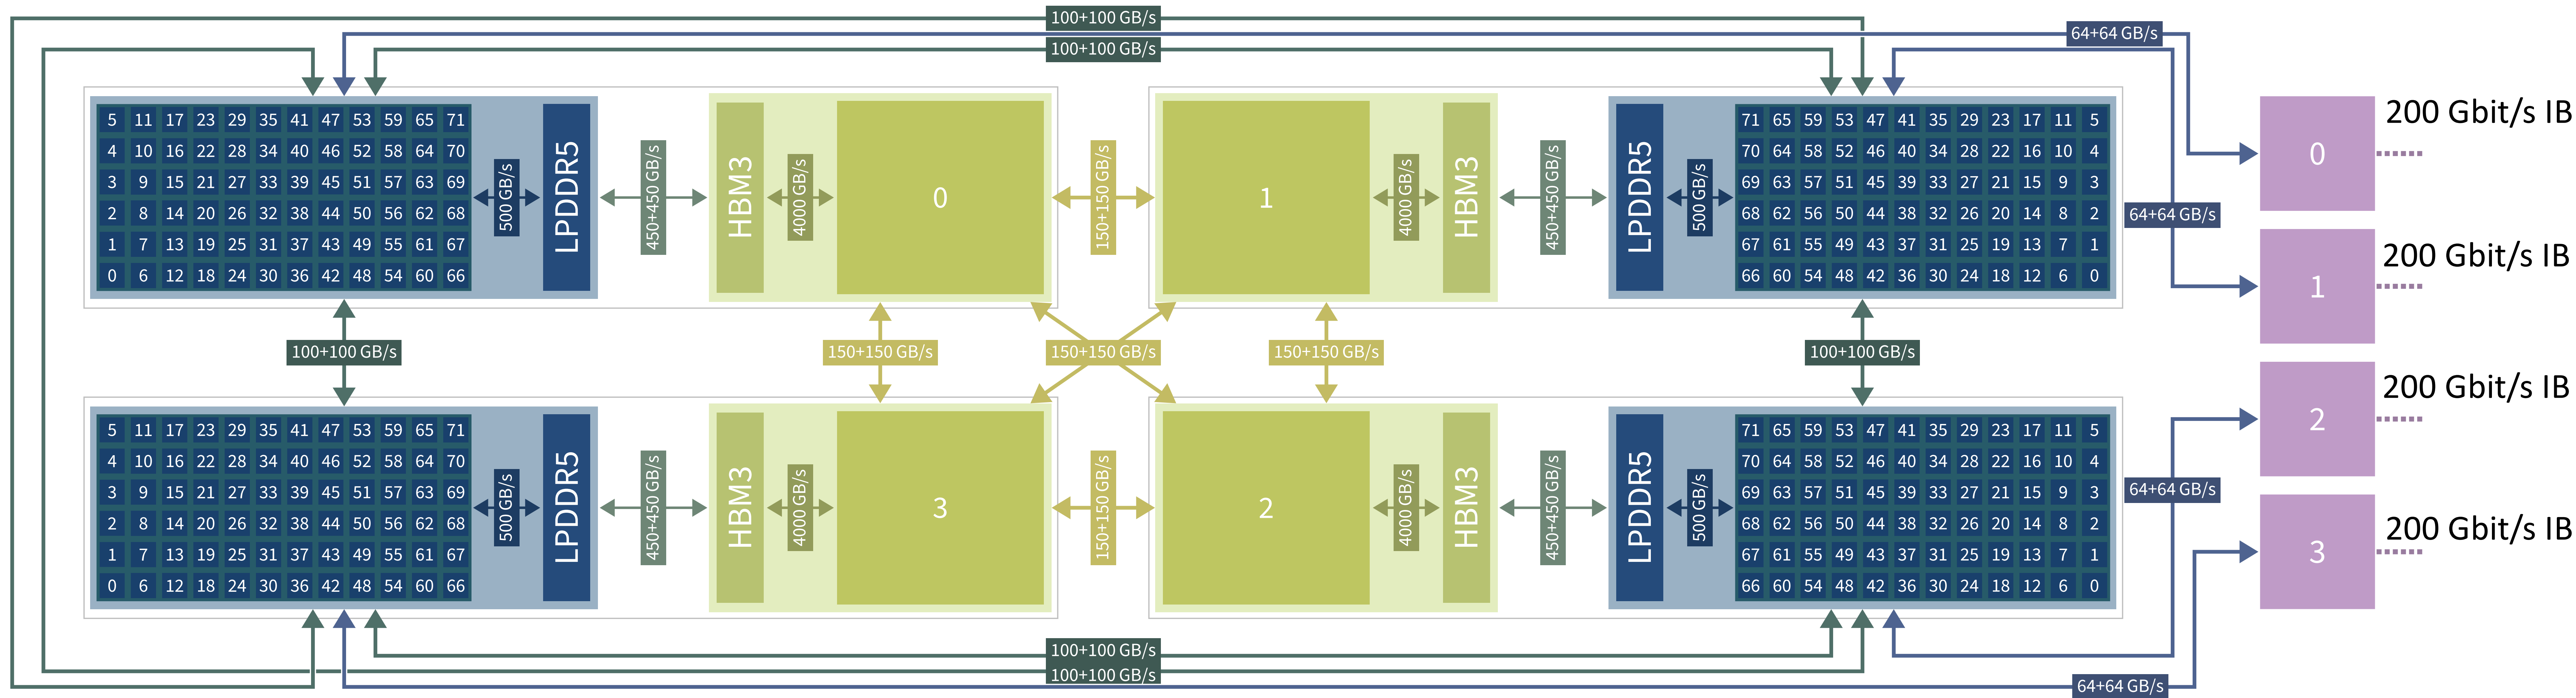 100+100 GB/s
64+64 GB/s
100+100 GB/s
5 11 17 23 29 35 41 47 53 59 65 71
4 10 16 22 28 34 40 46 52 58 64 70
3 9 15 21 27 33 39 45 51 57 63 69
2 8 14 20 26 32 38 44 50 56 62 68
1 7 13 19 25 31 37 43 49 55 61 67
0 6 12 18 24 30 36 42 48 54 60 66
500 GB/s
LPDDR5
450+450 GB/s
HBM3
4000 GB/s
0
150+150 GB/s
1
4000 GB/s
HBM3
450+450 GB/s
LPDDR5
500 GB/s
71 65 59 53 47 41 35 29 23 17 11 5
70 64 58 52 46 40 34 28 22 16 10 4
69 63 57 51 45 39 33 27 21 15 9 3
68 62 56 50 44 38 32 26 20 14 8 2
67 61 55 49 43 37 31 25 19 13 7 1
66 60 54 48 42 36 30 24 18 12 6 0
64+64 GB/s
0
200 Gbit/s IB
1
200 Gbit/s IB
100+100 GB/s
150+150 GB/s
150+150 GB/s
150+150 GB/s
100+100 GB/s
5 11 17 23 29 35 41 47 53 59 65 71
4 10 16 22 28 34 40 46 52 58 64 70
3 9 15 21 27 33 39 45 51 57 63 69
2 8 14 20 26 32 38 44 50 56 62 68
1 7 13 19 25 31 37 43 49 55 61 67
0 6 12 18 24 30 36 42 48 54 60 66
500 GB/s
LPDDR5
450+450 GB/s
HBM3
4000 GB/s
3
150+150 GB/s
2
4000 GB/s
HBM3
450+450 GB/s
LPDDR5
500 GB/s
71 65 59 53 47 41 35 29 23 17 11 5
70 64 58 52 46 40 34 28 22 16 10 4
69 63 57 51 45 39 33 27 21 15 9 3
68 62 56 50 44 38 32 26 20 14 8 2
67 61 55 49 43 37 31 25 19 13 7 1
66 60 54 48 42 36 30 24 18 12 6 0
64+64 GB/s
2
200 Gbit/s IB
3
200 Gbit/s IB
100+100 GB/s
100+100 GB/s
64+64 GB/s